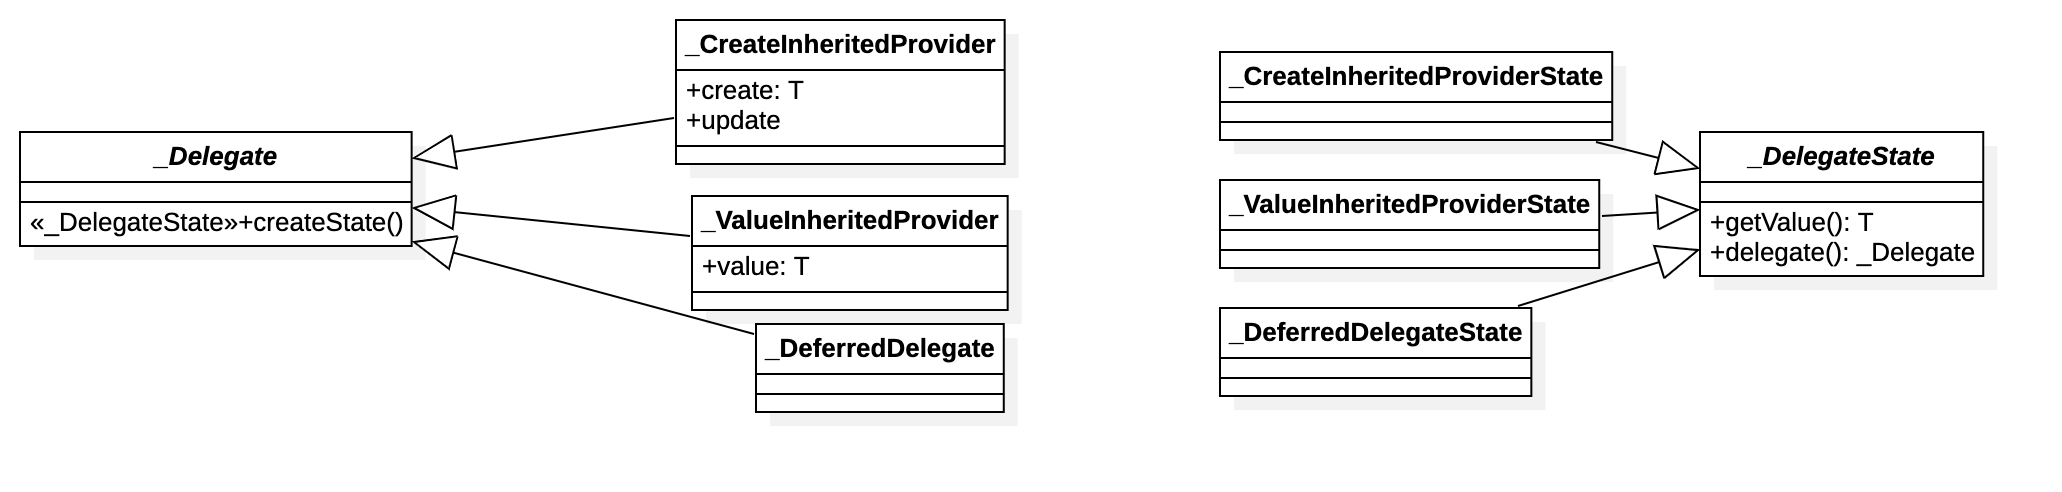 _CreateInheritedProvider
+create: T
+update
_Delegate
«_DelegateState»+createState()
_ValueInheritedProvider
+value: T
_DeferredDelegate
_CreateInheritedProviderState
_ValueInheritedProviderState
_DeferredDelegateState
_DelegateState
+getValue(): T
+delegate(): _Delegate